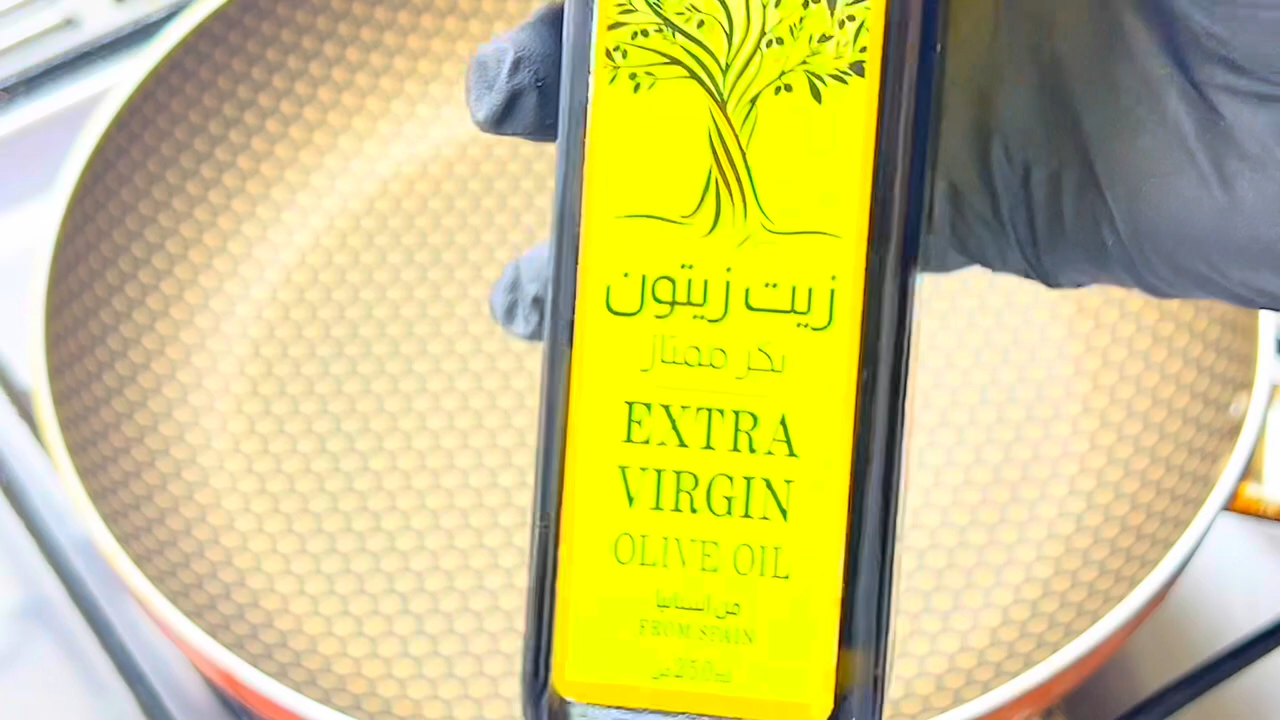 زيت زيتون
بكر ممتاز
EXTRA
VIRGIN
OLIVE OIL
من اسبانيا
FROM SPAIN